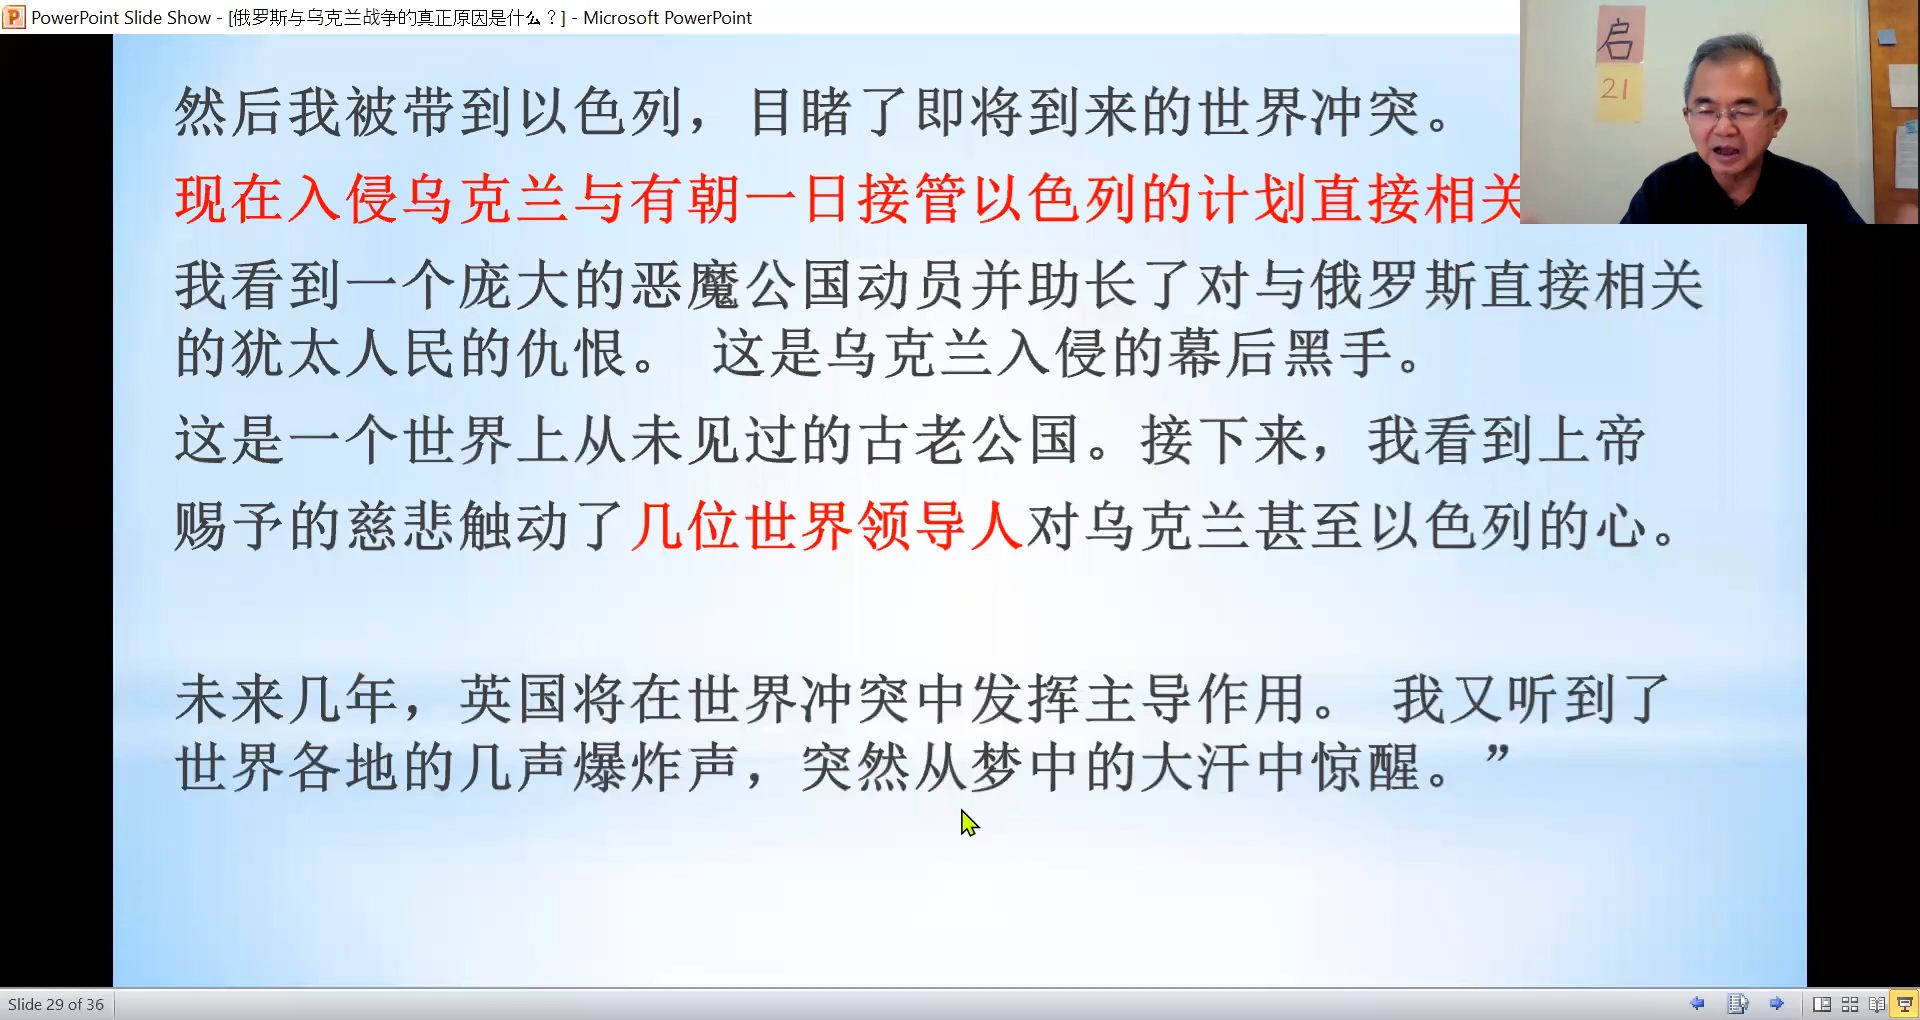 PowerPoint Slide Show - [俄罗斯与乌克兰战争的真正原因是什么？] - Microsoft PowerPoint
启
21
然后我被带到以色列，目睹了即将到来的世界冲突。
现在入侵乌克兰与有朝一日接管以色列的计划直接相关
我看到一个庞大的恶魔公国动员并助长了对与俄罗斯直接相关
的犹太人民的仇恨。 这是乌克兰入侵的幕后黑手。
这是一个世界上从未见过的古老公国。接下来，我看到上帝
赐予的慈悲触动了几位世界领导人对乌克兰甚至以色列的心。
未来几年，英国将在世界冲突中发挥主导作用。 我又听到了
世界各地的几声爆炸声，突然从梦中的大汗中惊醒。”
Slide 29 of 36